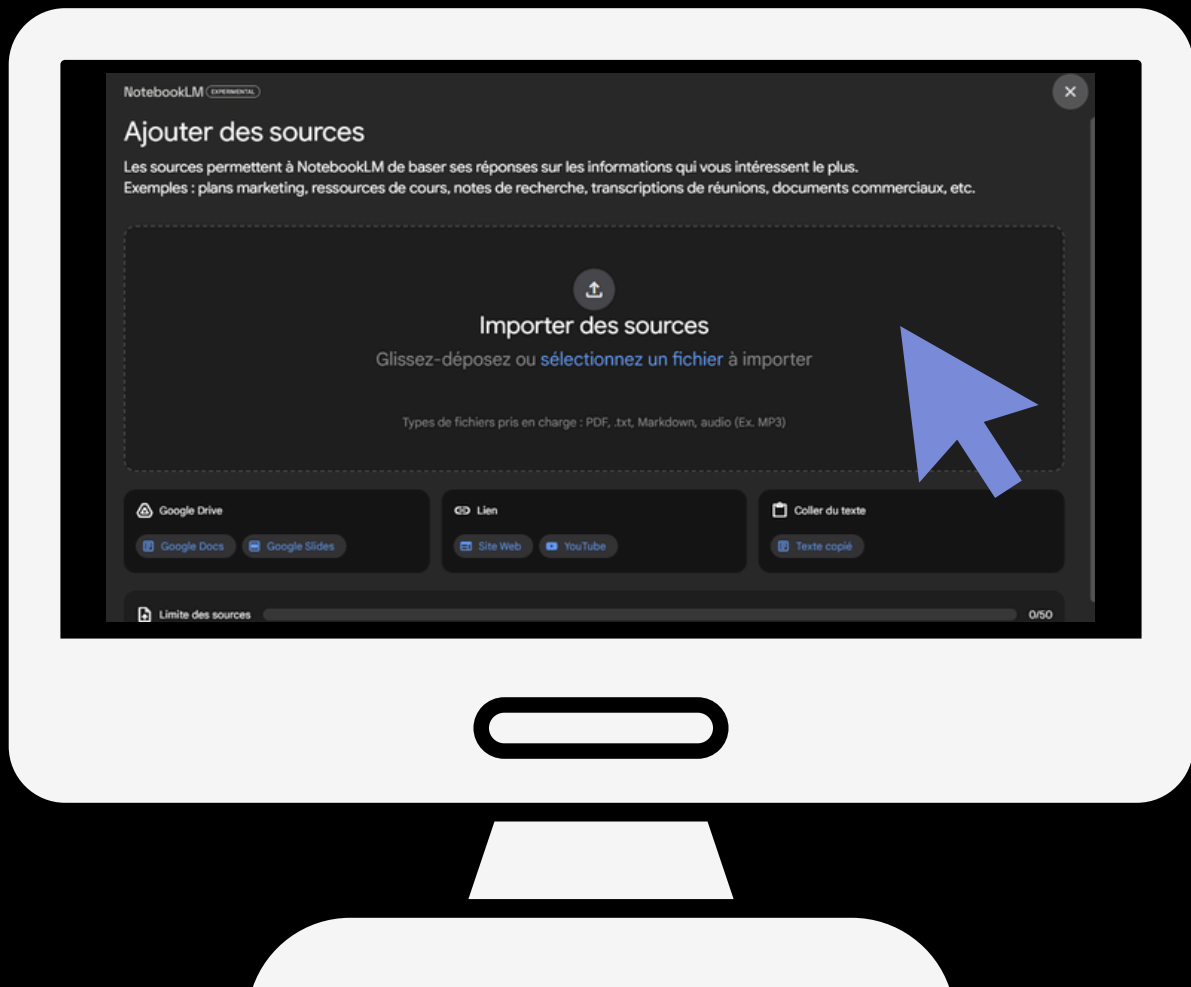 NotebookLM EXPERIMENTAL
Ajouter des sources
Les sources permettent à NotebookLM de baser ses réponses sur les informations qui vous intéressent le plus.
Exemples : plans marketing, ressources de cours, notes de recherche, transcriptions de réunions, documents commerciaux, etc.
Importer des sources
Glissez-déposez ou sélectionnez un fichier à importer
Types de fichiers pris en charge : PDF, .txt, Markdown, audio (Ex. MP3)
Google Drive
Google Docs Google Slides
Lien
Site Web YouTube
Coller du texte
Texte copié
Limite des sources 0/50